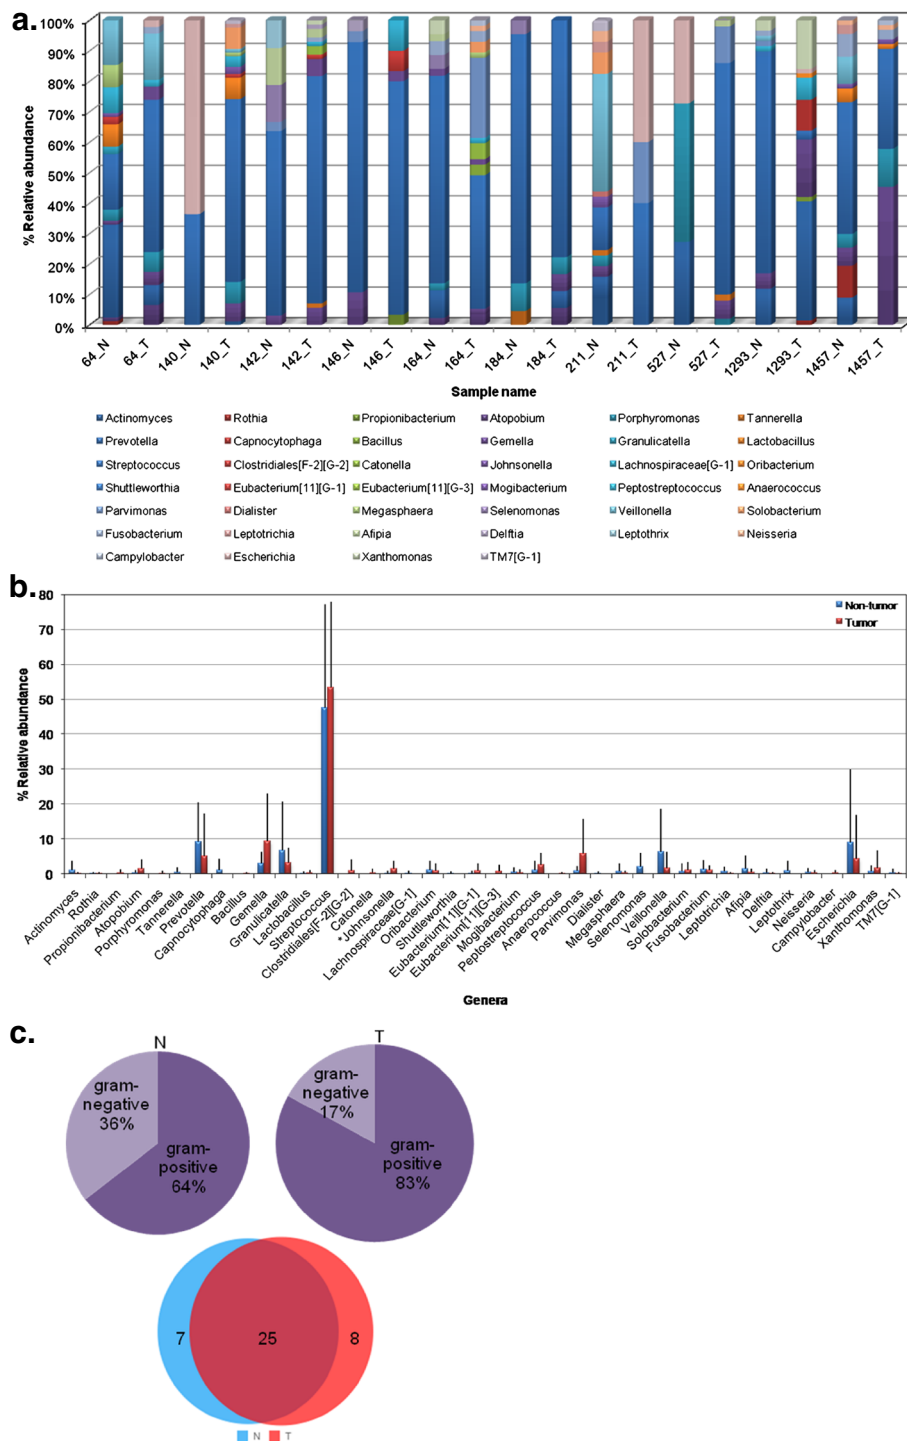 a.
100%
90%
80%
70%
60%
50%
40%
30%
20%
10%
0%
% Relative abundance
64_N 64_T 140_N 140_T 142_N 142_T 146_N 146_T 164_N 164_T 184_N 184_T 211_N 211_T 527_N 527_T 1293_N 1293_T 1457_N 1457_T
Sample name
Actinomyces Rothia Propionibacterium Atopobium Porphyromonas Tannerella
Prevotella Capnocytophaga Bacillus Gemella Granulicatella Lactobacillus
Streptococcus Clostridiales[F-2][G-2] Catonella Johnsonella Lachnospiraceae[G-1] Oribacterium
Shuttleworthia Eubacterium[11][G-1] Eubacterium[11][G-3] Mogibacterium Peptostreptococcus Anaerococcus
Parvimonas Dialister Megasphaera Selenomonas Veillonella Solobacterium
Fusobacterium Leptotrichia Afipia Delftia Leptothrix Neisseria
Campylobacter Escherichia Xanthomonas TM7[G-1]
b.
80
70
60
50
40
30
20
10
0
% Relative abundance
Non-tumor
Tumor
Actinomyces Rothia Propionibacterium Atopobium Porphyromonas Tannerella Prevotella Capnocytophaga Bacillus Gemella Granulicatella Lactobacillus Streptococcus Clostridiales[F-2][G-2] Catonella *Johnsonella Lachnospiraceae[G-1] Oribacterium Shuttleworthia Eubacterium[11][G-1] Eubacterium[11][G-3] Mogibacterium Peptostreptococcus Anaerococcus Parvimonas Dialister Megasphaera Selenomonas Veillonella Solobacterium Fusobacterium Leptotrichia Afipia Delftia Leptothrix Neisseria Campylobacter Escherichia Xanthomonas TM7[G-1]
Genera
c.
N
gram-
negative
36%
gram-
positive
64%
T
gram-
negative
17%
gram-
positive
83%
7 25 8
N T